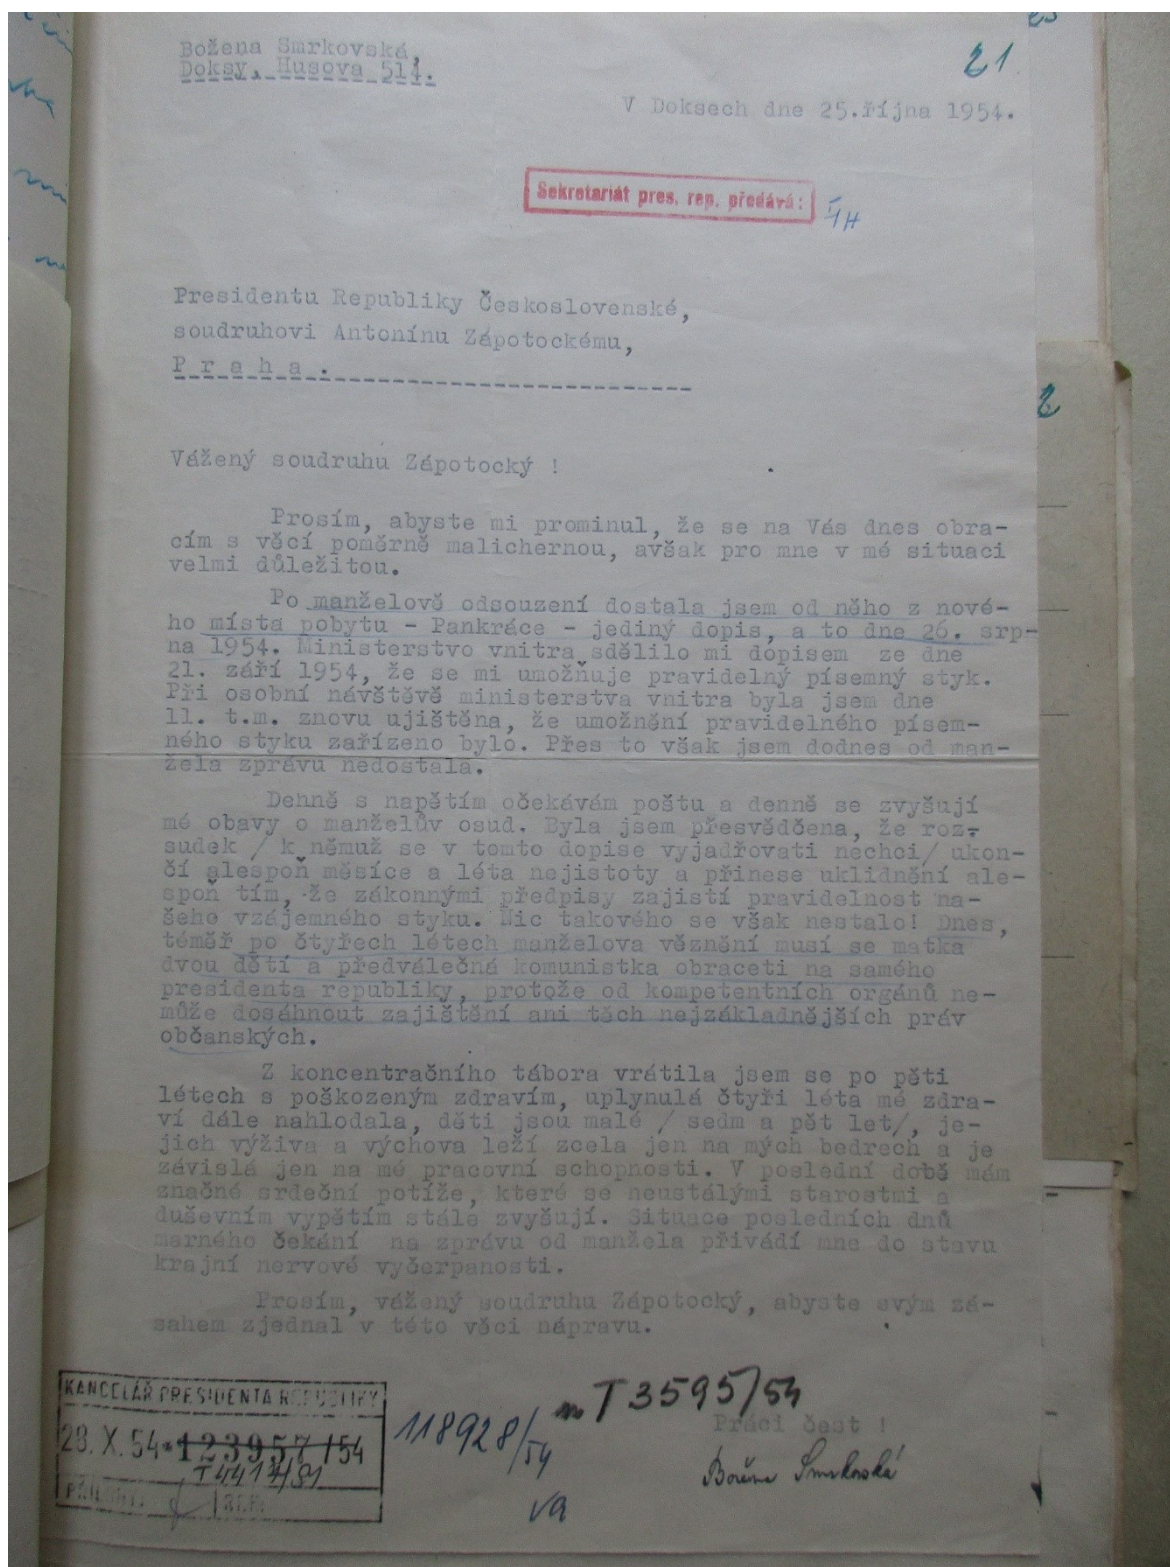 Božena Smrkovská,
Doksy, Husova 514.
21
V Doksech dne 25.října 1954.
Sekretariát pres. rep. předává:
Presidentu Republiky Československé,
soudruhovi Antonínu Zápotockému,
P r a h a .
Vážený soudruhu Zápotocký !
Prosím, abyste mi prominul, že se na Vás dnes obra-
cím s věcí poměrně malichernou, avšak pro mne v mé situaci
velmi důležitou.
Po manželově odsouzení dostala jsem od něho z nové-
ho místa pobytu - Pankráce - jediný dopis, a to dne 26. srp-
na 1954. Ministerstvo vnitra sdělilo mi dopisem ze dne
21. září 1954, že se mi umožňuje pravidelný písemný styk.
Při osobní návštěvě ministerstva vnitra byla jsem dne
11. t.m. znovu ujištěna, že umožnění pravidelného písem-
ného styku zařízeno bylo. Přes to však jsem dodnes od man-
žela zprávu nedostala.
Dehně s napětím očekávám poštu a denně se zvyšují
mé obavy o manželův osud. Byla jsem přesvědčena, že roz-
sudek / k němuž se v tomto dopise vyjadřovati nechci/ ukon-
čí alespoň měsíce a léta nejistoty a přinese uklidnění ale-
spoň tím, že zákonnými předpisy zajistí pravidelnost na-
šeho vzájemného styku. Nic takového se však nestalo! Dnes,
téměř po čtyřech létech manželova věznění musí se matka
dvou dětí a předválečná komunistka obraceti na samého
presidenta republiky, protože od kompetentních orgánů ne-
může dosáhnout zajištění ani těch nejzákladnějších práv
občanských.
Z koncentračního tábora vrátila jsem se po pěti
létech s poškozeným zdravím, uplynulá čtyři léta mé zdra-
ví dále nahlodala, děti jsou malé / sedm a pět let/, je-
jich výživa a výchova leží zcela jen na mých bedrech a je
závislá jen na mé pracovní schopnosti. V poslední době mám
značné srdeční potíže, které se neustálými starostmi a
duševním vypětím stále zvyšují. Situace posledních dnů
marného čekání na zprávu od manžela přivádí mne do stavu
krajní nervové vyčerpanosti.
Prosím, vážený soudruhu Zápotocký, abyste svým zá-
sahem zjednal v této věci nápravu.
KANCELÁŘ PRESIDENTA REPUBLIKY
28. X. 54 * 123957/54
118928/54
T 3595/54
Práci čest !
Božena Smrkovská